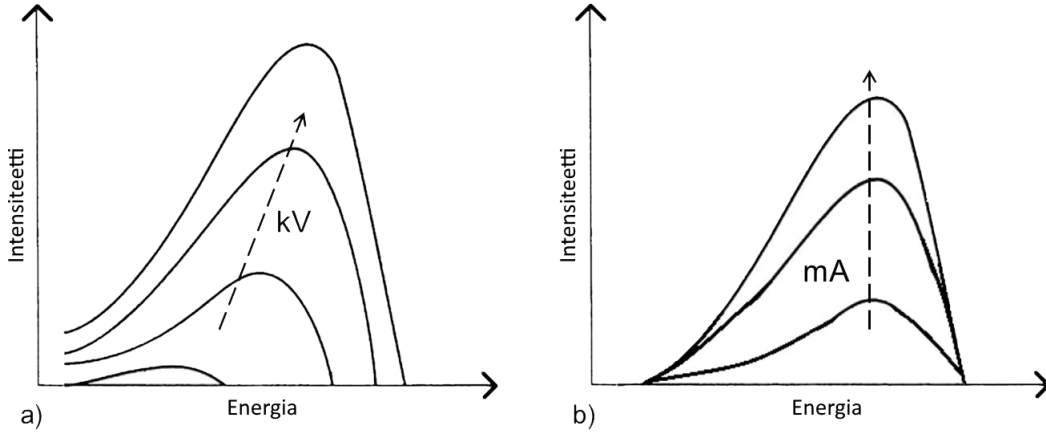 Intensiteetti
kV
Energia
a)
Intensiteetti
mA
Energia
b)